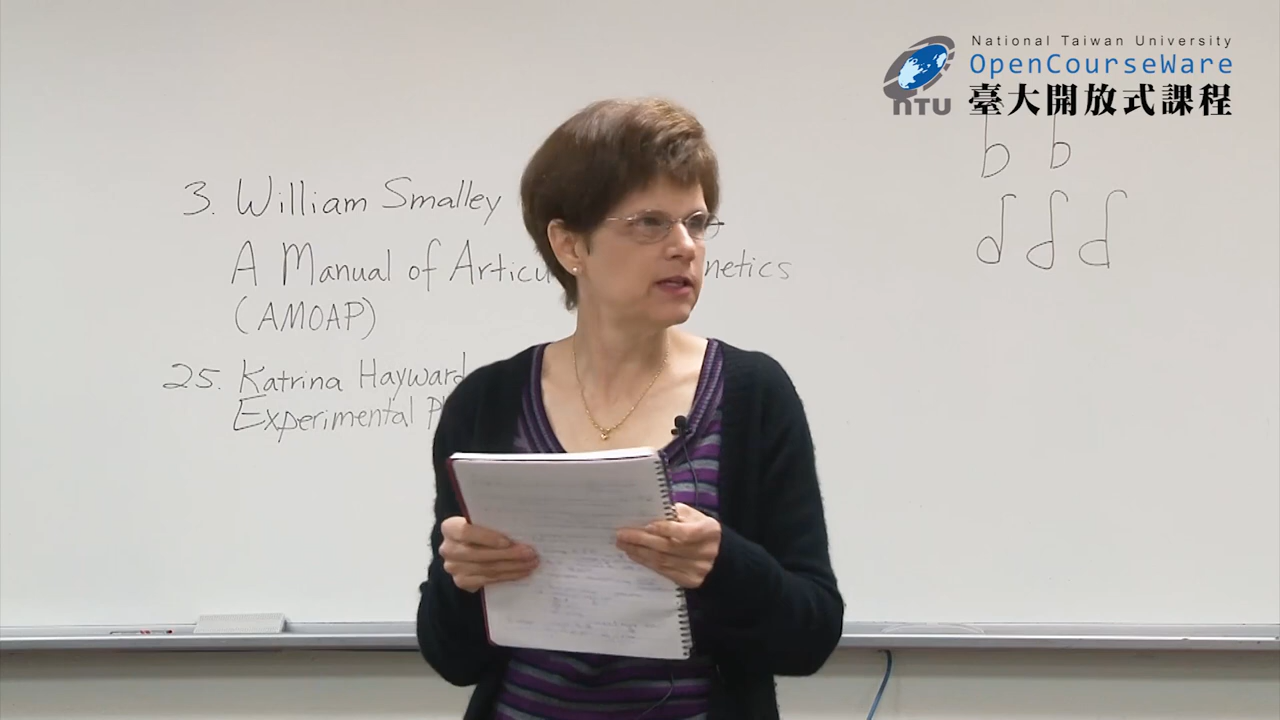 National Taiwan University
OpenCourseWare
nTU 臺大開放式課程
b b
3. William Smalley
A Manual of Articu netics
(AMOAP)
25. Katrina Hayward
Experimental Ph